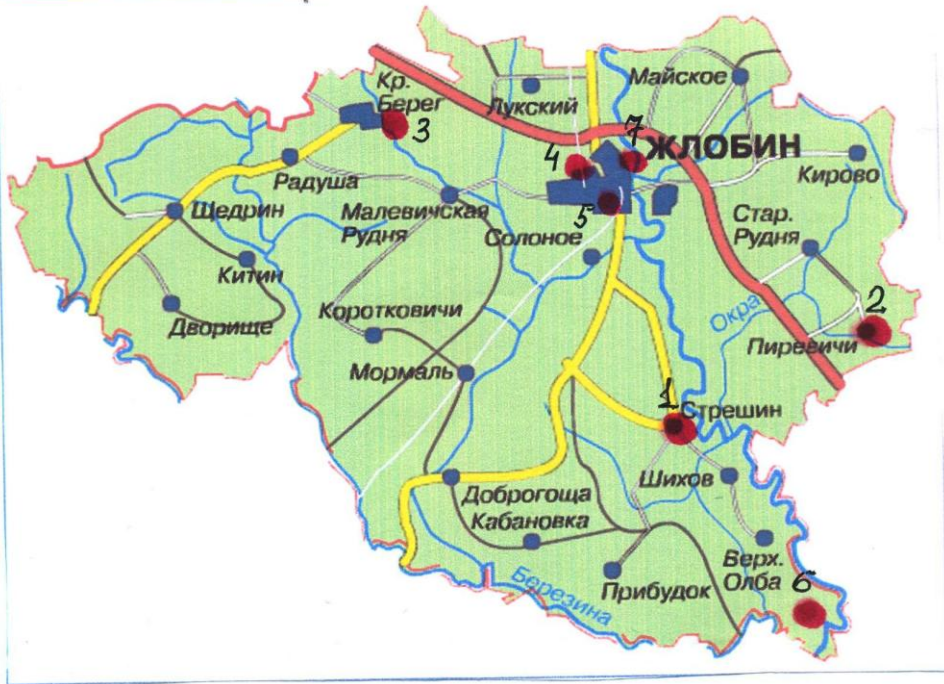 Майское
Кр.
Берег
3
Лукский
7
ЖЛОБИН
4
Кирово
Радуша
5
Щедрин
Малевичская
Рудня
Стар.
Рудня
Солоное
Китин
Дворище
Коротковичи
Окра
2
Пиревичи
Мормаль
1
Стрешин
Шихов
Доброгоща
Кабановка
Верх.
Олба
6
Прибудок
Березина